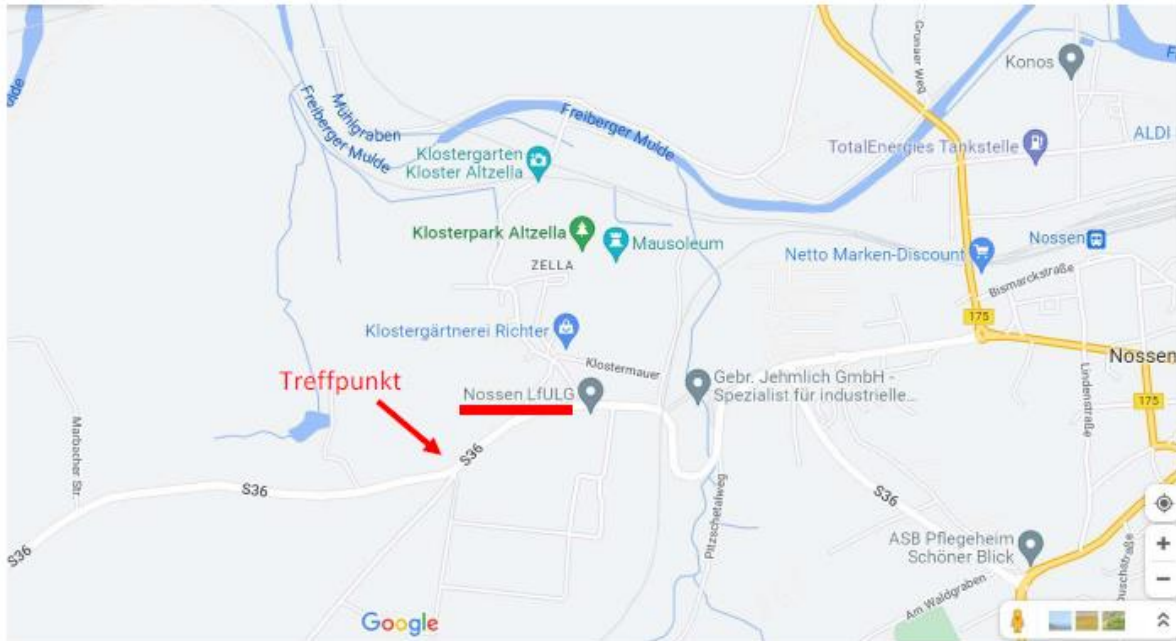 Grunaer Weg
Konos
Freiberger Mulde
Mühlgraben
Freiberger Mulde
Klostergarten
Kloster Altzella
TotalEnergies Tankstelle
ALDI
Klosterpark Altzella
Mausoleum
Nossen
Netto Marken-Discount
ZELLA
Bismarckstraße
175
Klostergärtnerei Richter
Klostermauer
Nossen
Lindenstraße
Treffpunkt
Nossen LfULG
Gebr. Jehmlich GmbH -
Spezialist für industrielle...
175
Marbacher Str.
S36
S36
S36
S36
Pitzschetalweg
ASB Pflegeheim
Schöner Blick
Am Waldgraben
Google